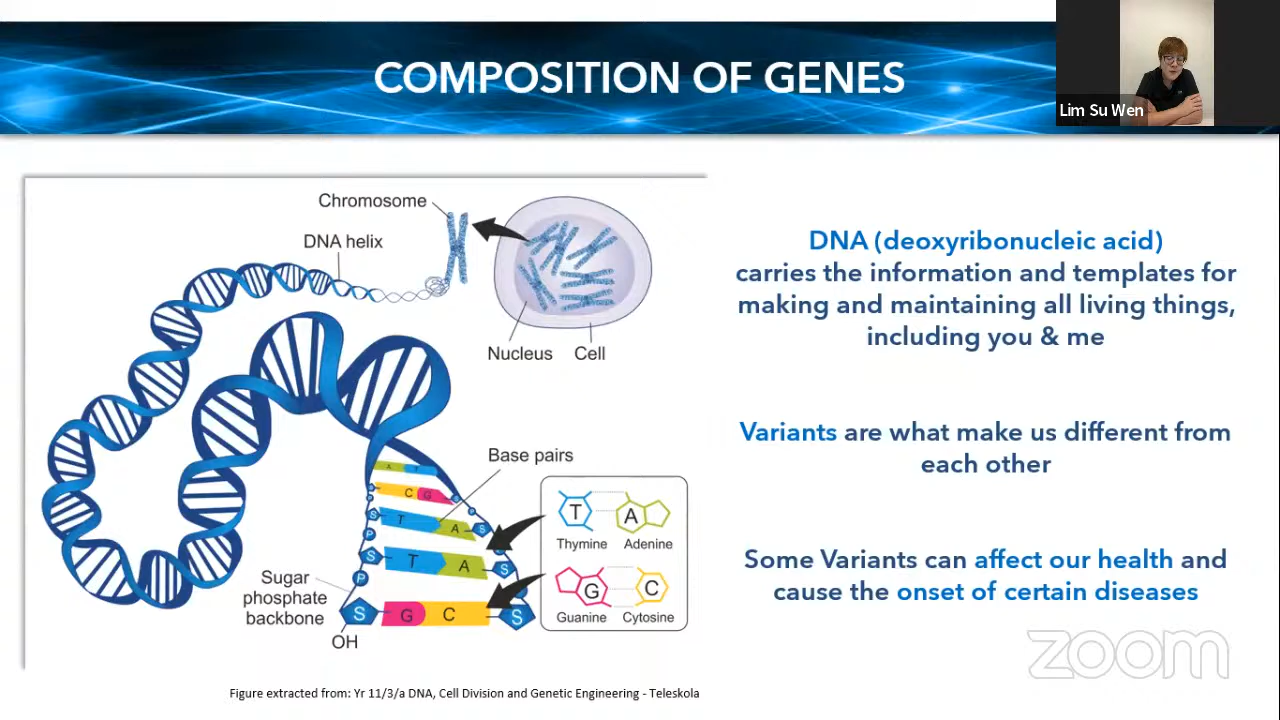 COMPOSITION OF GENES
Lim Su Wen
Chromosome
DNA helix
Nucleus
Cell
Base pairs
A T
C G
T A
T A
G C
S
S
P
S
S
P
S
S
S
OH
Sugar
phosphate
backbone
T
A
Thymine
Adenine
G
C
Guanine
Cytosine
DNA (deoxyribonucleic acid)
carries the information and templates for
making and maintaining all living things,
including you & me
Variants are what make us different from
each other
Some Variants can affect our health and
cause the onset of certain diseases
zoom
Figure extracted from: Yr 11/3/a DNA, Cell Division and Genetic Engineering - Teleskola